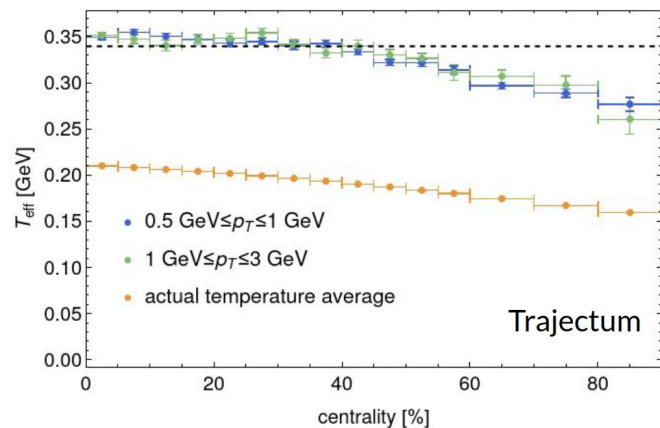 0.35
0.30
0.25
0.20
0.15
0.10
0.05
0.00
T_eff [GeV]
0.5 GeV≤p_T≤1 GeV
1 GeV≤p_T≤3 GeV
actual temperature average
Trajectum
0 20 40 60 80
centrality [%]